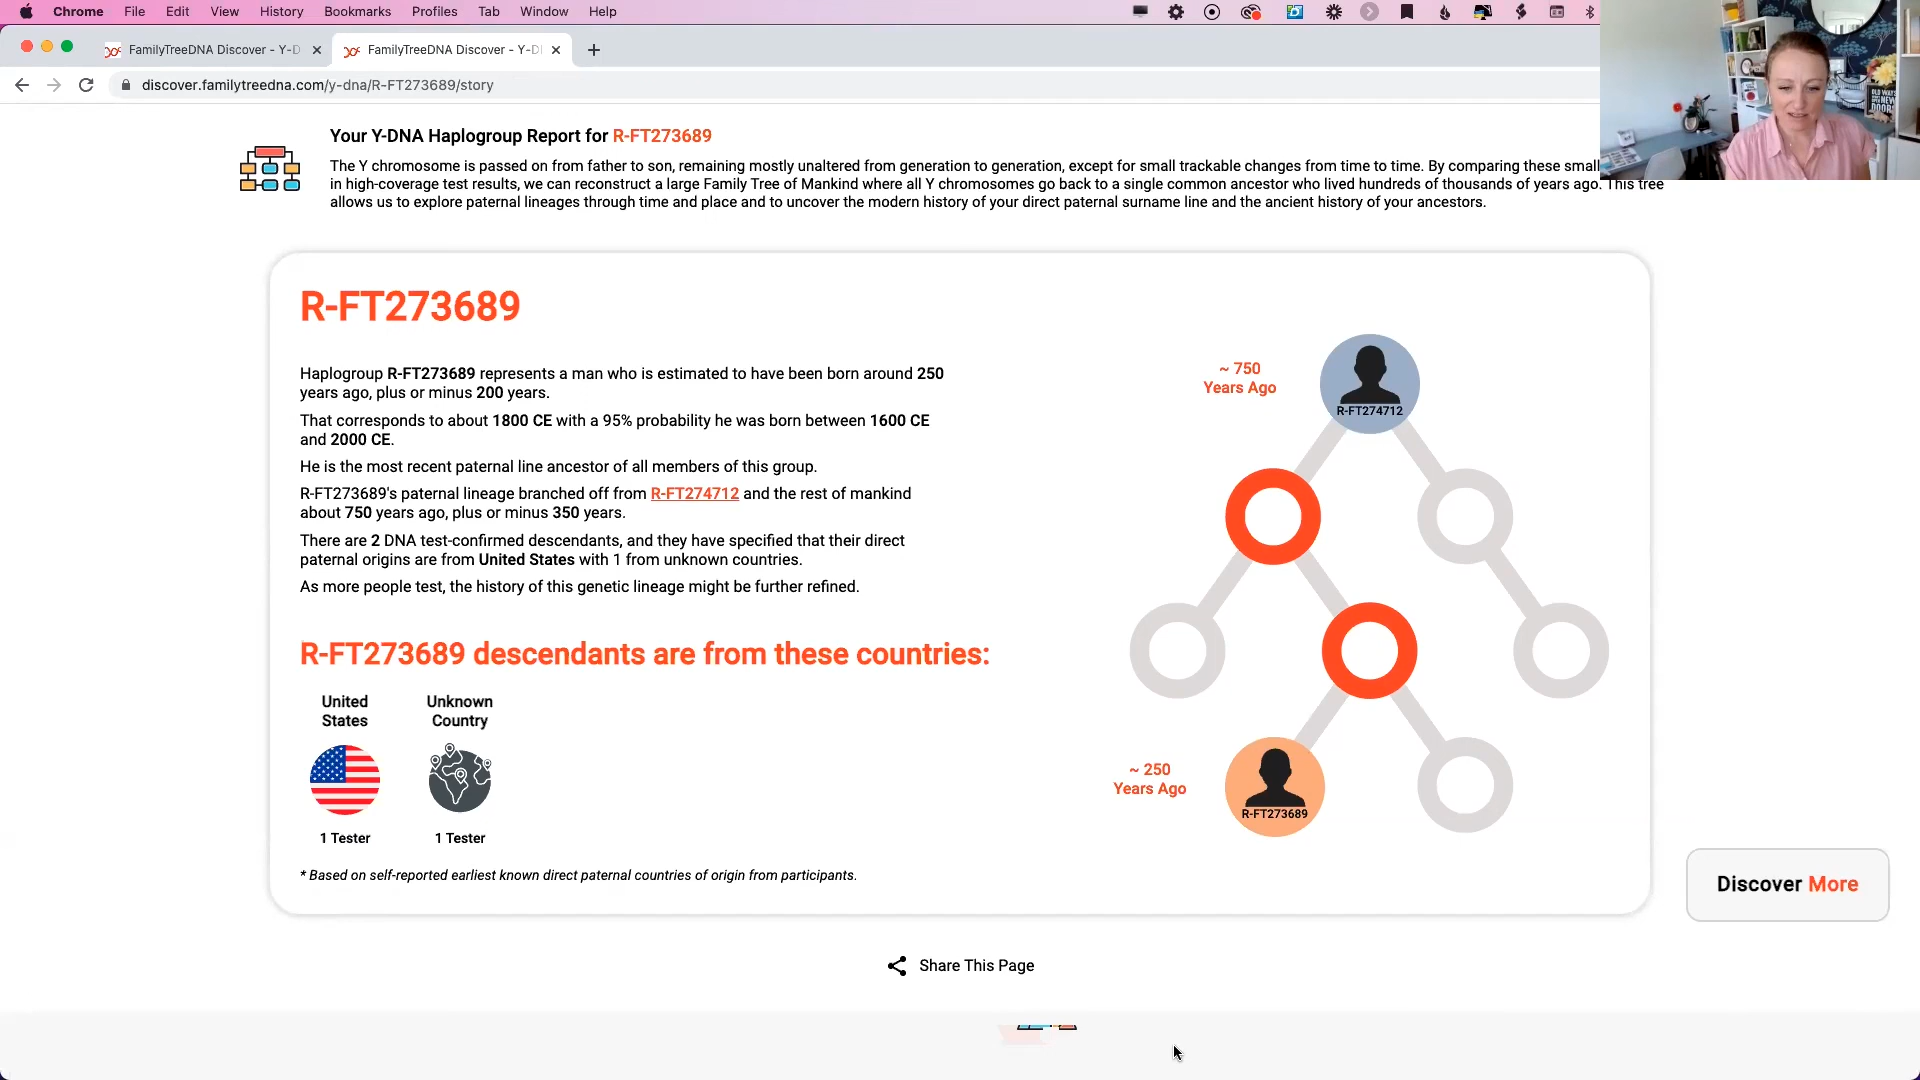 Chrome File Edit View History Bookmarks Profiles Tab Window Help
FamilyTreeDNA Discover - Y-D
FamilyTreeDNA Discover - Y-D
discover.familytreedna.com/y-dna/R-FT273689/story
Your Y-DNA Haplogroup Report for R-FT273689
The Y chromosome is passed on from father to son, remaining mostly unaltered from generation to generation, except for small trackable changes from time to time. By comparing these small
in high-coverage test results, we can reconstruct a large Family Tree of Mankind where all Y chromosomes go back to a single common ancestor who lived hundreds of thousands of years ago. This tree
allows us to explore paternal lineages through time and place and to uncover the modern history of your direct paternal surname line and the ancient history of your ancestors.
R-FT273689
Haplogroup R-FT273689 represents a man who is estimated to have been born around 250
years ago, plus or minus 200 years.
That corresponds to about 1800 CE with a 95% probability he was born between 1600 CE
and 2000 CE.
He is the most recent paternal line ancestor of all members of this group.
R-FT273689's paternal lineage branched off from R-FT274712 and the rest of mankind
about 750 years ago, plus or minus 350 years.
There are 2 DNA test-confirmed descendants, and they have specified that their direct
paternal origins are from United States with 1 from unknown countries.
As more people test, the history of this genetic lineage might be further refined.
~ 750
Years Ago
R-FT274712
~ 250
Years Ago
R-FT273689
R-FT273689 descendants are from these countries:
United
States
1 Tester
Unknown
Country
1 Tester
* Based on self-reported earliest known direct paternal countries of origin from participants.
Discover More
Share This Page